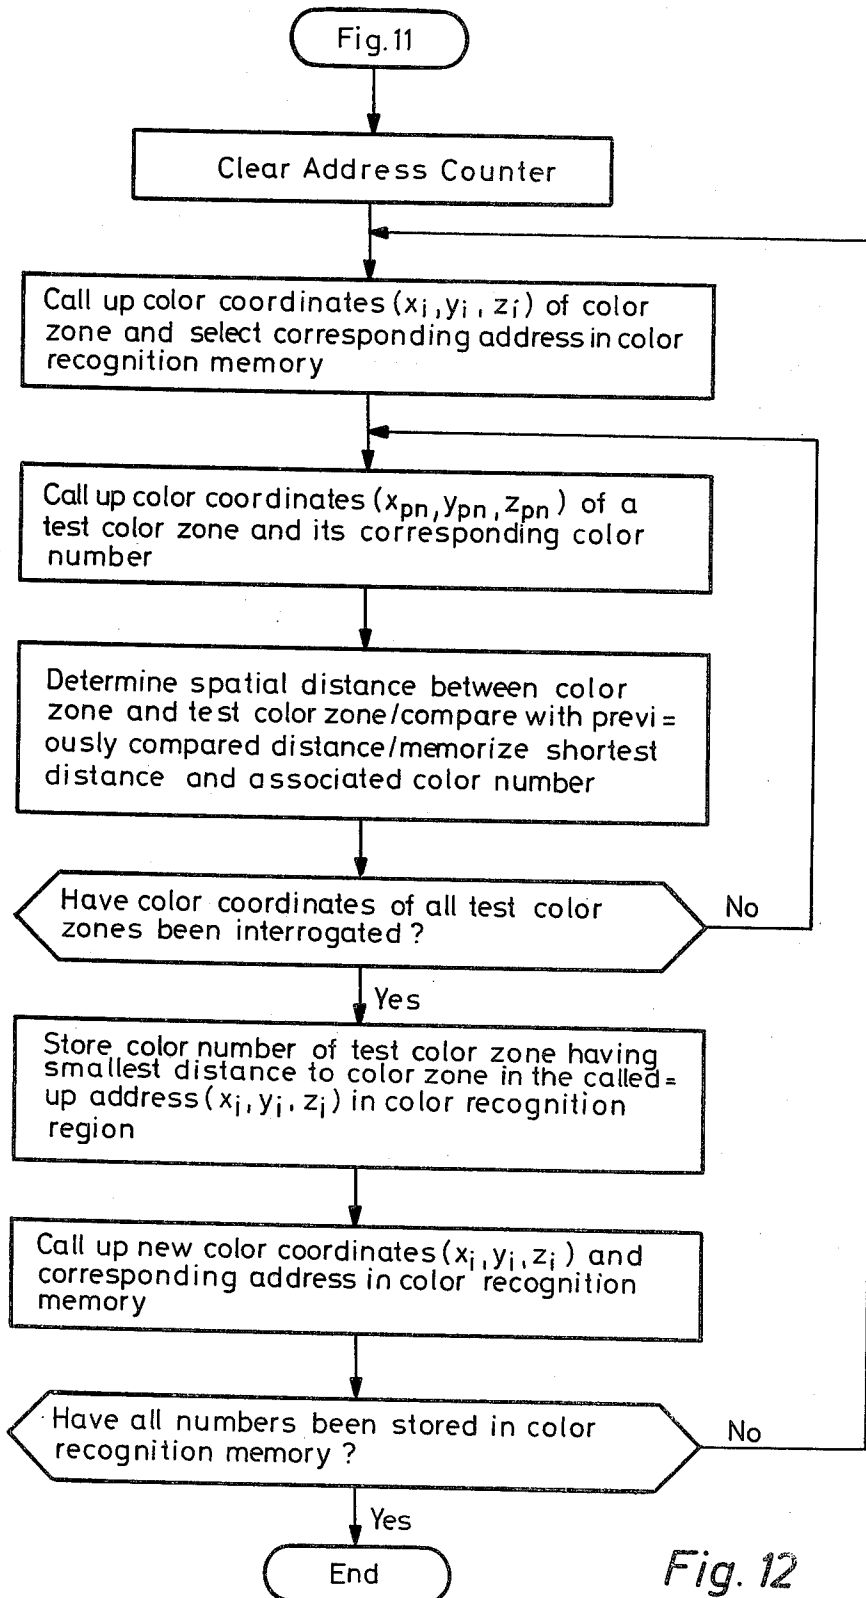 Fig. 11
Clear Address Counter
Call up color coordinates (xi, yi, zi) of color
zone and select corresponding address in color
recognition memory
Call up color coordinates (xpn, ypn, zpn) of a
test color zone and its corresponding color
number
Determine spatial distance between color
zone and test color zone/compare with previ=
ously compared distance/memorize shortest
distance and associated color number
Have color coordinates of all test color
zones been interrogated ?
No
Yes
Store color number of test color zone having
smallest distance to color zone in the called=
up address (xi, yi, zi) in color recognition
region
Call up new color coordinates (xi, yi, zi) and
corresponding address in color recognition
memory
Have all numbers been stored in color
recognition memory ?
No
Yes
End
Fig. 12